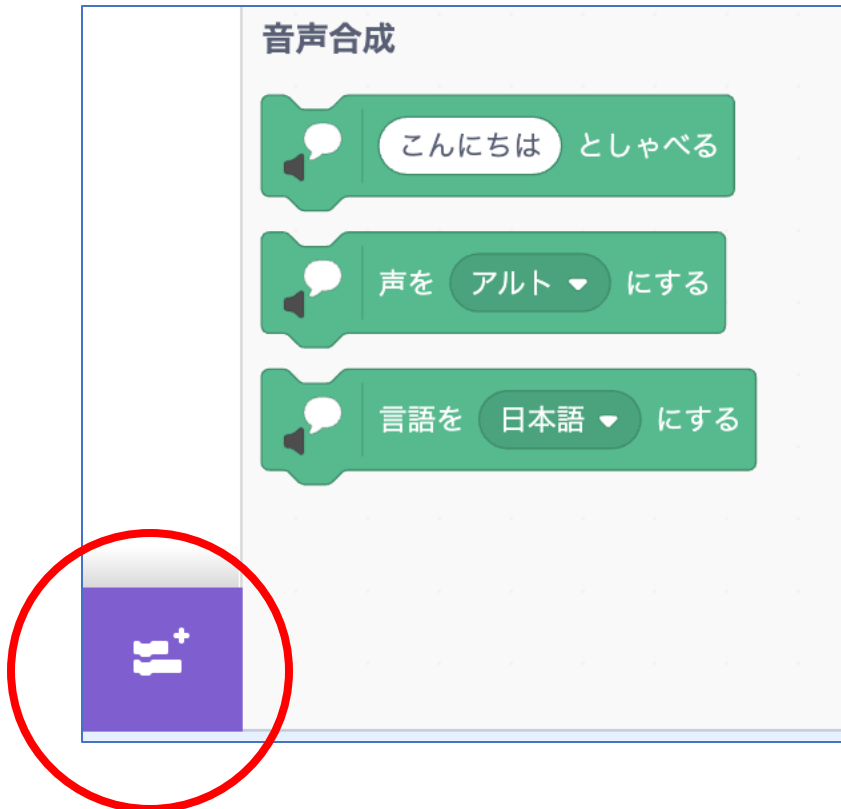 音声合成
こんにちは としゃべる
声を アルト にする
言語を 日本語 にする